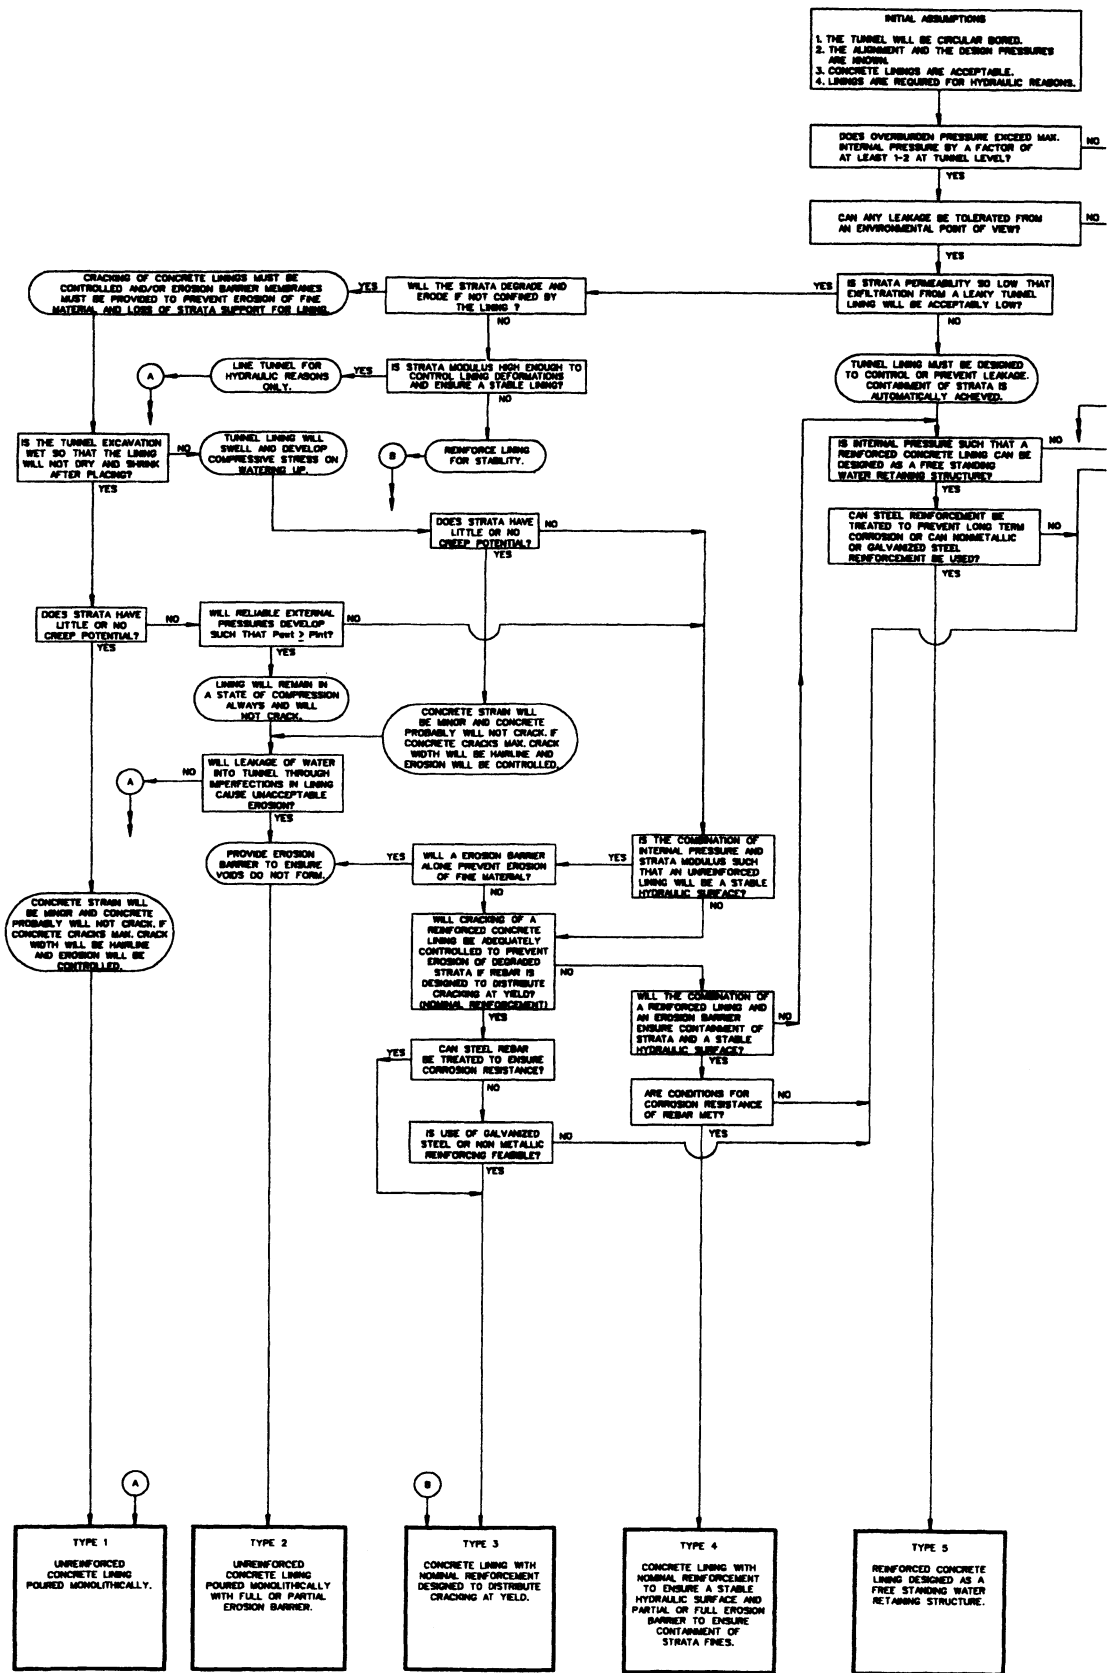 INITIAL ASSUMPTIONS
1. THE TUNNEL WILL BE CIRCULAR BORED.
2. THE ALIGNMENT AND THE DESIGN PRESSURES
ARE KNOWN.
3. CONCRETE LININGS ARE ACCEPTABLE.
4. LININGS ARE REQUIRED FOR HYDRAULIC REASONS.
DOES OVERBURDEN PRESSURE EXCEED MAX.
INTERNAL PRESSURE BY A FACTOR OF
AT LEAST 1-2 AT TUNNEL LEVEL?
NO
YES
CAN ANY LEAKAGE BE TOLERATED FROM
AN ENVIRONMENTAL POINT OF VIEW?
NO
YES
IS STRATA PERMEABILITY SO LOW THAT
EXFILTRATION FROM A LEAKY TUNNEL
LINING WILL BE ACCEPTABLY LOW?
YES
NO
WILL THE STRATA DEGRADE AND
ERODE IF NOT CONFINED BY
THE LINING ?
YES
NO
CRACKING OF CONCRETE LININGS MUST BE
CONTROLLED AND/OR EROSION BARRIER MEMBRANES
MUST BE PROVIDED TO PREVENT EROSION OF FINE
MATERIAL AND LOSS OF STRATA SUPPORT FOR LINING.
IS STRATA MODULUS HIGH ENOUGH TO
CONTROL LINING DEFORMATIONS
AND ENSURE A STABLE LINING?
YES
NO
LINE TUNNEL FOR
HYDRAULIC REASONS
ONLY.
A
REINFORCE LINING
FOR STABILITY.
B
TUNNEL LINING MUST BE DESIGNED
TO CONTROL OR PREVENT LEAKAGE.
CONTAINMENT OF STRATA IS
AUTOMATICALLY ACHIEVED.
IS INTERNAL PRESSURE SUCH THAT A
REINFORCED CONCRETE LINING CAN BE
DESIGNED AS A FREE STANDING
WATER RETAINING STRUCTURE?
NO
YES
CAN STEEL REINFORCEMENT BE
TREATED TO PREVENT LONG TERM
CORROSION OR CAN NONMETALLIC
OR GALVANIZED STEEL
REINFORCEMENT BE USED?
NO
YES
IS THE TUNNEL EXCAVATION
WET SO THAT THE LINING
WILL NOT DRY AND SHRINK
AFTER PLACING?
NO
YES
TUNNEL LINING WILL
SWELL AND DEVELOP
COMPRESSIVE STRESS ON
WATERING UP.
DOES STRATA HAVE
LITTLE OR NO
CREEP POTENTIAL?
NO
YES
DOES STRATA HAVE
LITTLE OR NO
CREEP POTENTIAL?
NO
YES
WILL RELIABLE EXTERNAL
PRESSURES DEVELOP
SUCH THAT Pext ≥ Pint?
NO
YES
LINING WILL REMAIN IN
A STATE OF COMPRESSION
ALWAYS AND WILL
NOT CRACK.
CONCRETE STRAIN WILL
BE MINOR AND CONCRETE
PROBABLY WILL NOT CRACK. IF
CONCRETE CRACKS MAX. CRACK
WIDTH WILL BE HAIRLINE AND
EROSION WILL BE CONTROLLED.
WILL LEAKAGE OF WATER
INTO TUNNEL THROUGH
IMPERFECTIONS IN LINING
CAUSE UNACCEPTABLE
EROSION?
NO
A
YES
PROVIDE EROSION
BARRIER TO ENSURE
VOIDS DO NOT FORM.
YES
WILL A EROSION BARRIER
ALONE PREVENT EROSION
OF FINE MATERIAL?
NO
YES
IS THE COMBINATION OF
INTERNAL PRESSURE AND
STRATA MODULUS SUCH
THAT AN UNREINFORCED
LINING WILL BE A STABLE
HYDRAULIC SURFACE?
NO
CONCRETE STRAIN WILL
BE MINOR AND CONCRETE
PROBABLY WILL NOT CRACK. IF
CONCRETE CRACKS MAX. CRACK
WIDTH WILL BE HAIRLINE
AND EROSION WILL BE
CONTROLLED.
WILL CRACKING OF A
REINFORCED CONCRETE
LINING BE ADEQUATELY
CONTROLLED TO PREVENT
EROSION OF DEGRADED
STRATA IF REBAR IS
DESIGNED TO DISTRIBUTE
CRACKING AT YIELD?
(NOMINAL REINFORCEMENT)
NO
YES
WILL THE COMBINATION OF
A REINFORCED LINING AND
AN EROSION BARRIER
ENSURE CONTAINMENT OF
STRATA AND A STABLE
HYDRAULIC SURFACE?
NO
YES
YES
CAN STEEL REBAR
BE TREATED TO ENSURE
CORROSION RESISTANCE?
NO
ARE CONDITIONS FOR
CORROSION RESISTANCE
OF REBAR MET?
NO
YES
IS USE OF GALVANIZED
STEEL OR NON METALLIC
REINFORCING FEASIBLE?
NO
YES
A
B
TYPE 1
UNREINFORCED
CONCRETE LINING
POURED MONOLITHICALLY.
TYPE 2
UNREINFORCED
CONCRETE LINING
POURED MONOLITHICALLY
WITH FULL OR PARTIAL
EROSION BARRIER.
TYPE 3
CONCRETE LINING WITH
NOMINAL REINFORCEMENT
DESIGNED TO DISTRIBUTE
CRACKING AT YIELD.
TYPE 4
CONCRETE LINING WITH
NOMINAL REINFORCEMENT
TO ENSURE A STABLE
HYDRAULIC SURFACE AND
PARTIAL OR FULL EROSION
BARRIER TO ENSURE
CONTAINMENT OF
STRATA FINES.
TYPE 5
REINFORCED CONCRETE
LINING DESIGNED AS A
FREE STANDING WATER
RETAINING STRUCTURE.